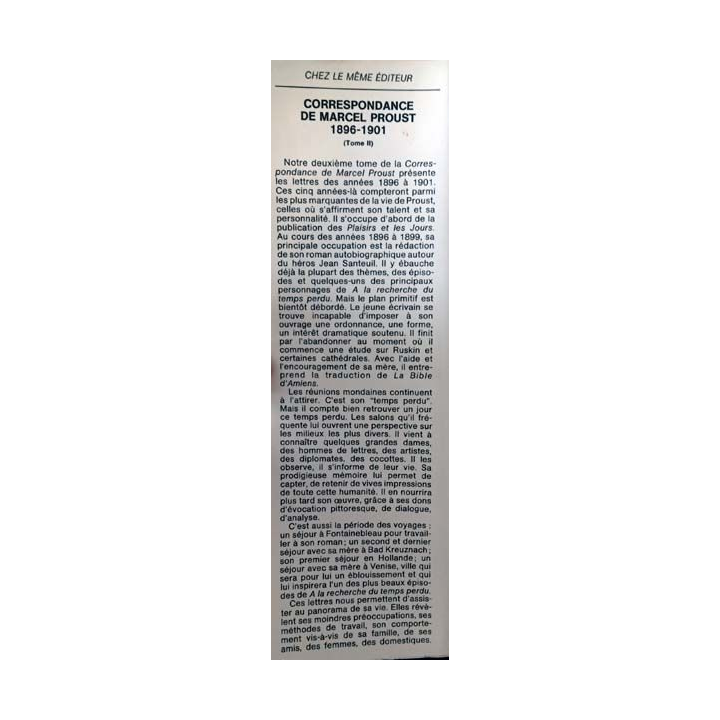 CHEZ LE MÊME ÉDITEUR
CORRESPONDANCE
DE MARCEL PROUST
1896-1901
(Tome II)
Notre deuxième tome de la Corres-
pondance de Marcel Proust présente
les lettres des années 1896 à 1901.
Ces cinq années-là compteront parmi
les plus marquantes de la vie de Proust,
celles où s'affirment son talent et sa
personnalité. Il s'occupe d'abord de la
publication des Plaisirs et les Jours.
Au cours des années 1896 à 1899, sa
principale occupation est la rédaction
de son roman autobiographique autour
du héros Jean Santeuil. Il y ébauche
déjà la plupart des thèmes, des épiso-
des et quelques-uns des principaux
personnages de A la recherche du
temps perdu. Mais le plan primitif est
bientôt débordé. Le jeune écrivain se
trouve incapable d'imposer à son
ouvrage une ordonnance, une forme,
un intérêt dramatique soutenu. Il finit
par l'abandonner au moment où il
commence une étude sur Ruskin et
certaines cathédrales. Avec l'aide et
l'encouragement de sa mère, il entre-
prend la traduction de La Bible
d'Amiens.
Les réunions mondaines continuent
à l'attirer. C'est son "temps perdu".
Mais il compte bien retrouver un jour
ce temps perdu. Les salons qu'il fré-
quente lui ouvrent une perspective sur
les milieux les plus divers. Il vient à
connaître quelques grandes dames,
des hommes de lettres, des artistes,
des diplomates, des cocottes. Il les
observe, il s'informe de leur vie. Sa
prodigieuse mémoire lui permet de
capter, de retenir de vives impressions
de toute cette humanité. Il en nourrira
plus tard son œuvre, grâce à ses dons
d'évocation pittoresque, de dialogue,
d'analyse.
C'est aussi la période des voyages :
un séjour à Fontainebleau pour travail-
ler à son roman ; un second et dernier
séjour avec sa mère à Bad Kreuznach ;
son premier séjour en Hollande ; un
séjour avec sa mère à Venise, ville qui
sera pour lui un éblouissement et qui
lui inspirera l'un des plus beaux épiso-
des de A la recherche du temps perdu.
Ces lettres nous permettent d'assis-
ter au panorama de sa vie. Elles révè-
lent ses moindres préoccupations, ses
méthodes de travail, son comporte-
ment vis-à-vis de sa famille, de ses
amis, des femmes, des domestiques.